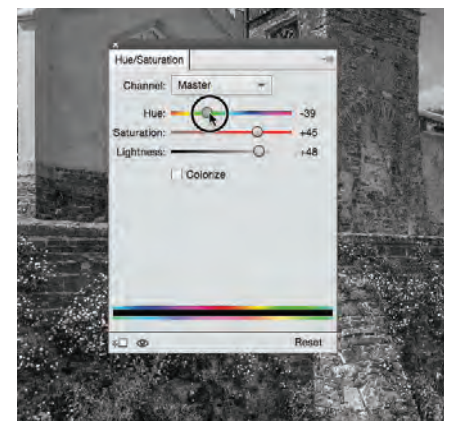 Hue/Saturation
Channel: Master
Hue: -39
Saturation: +45
Lightness: +48
Colorize
Reset